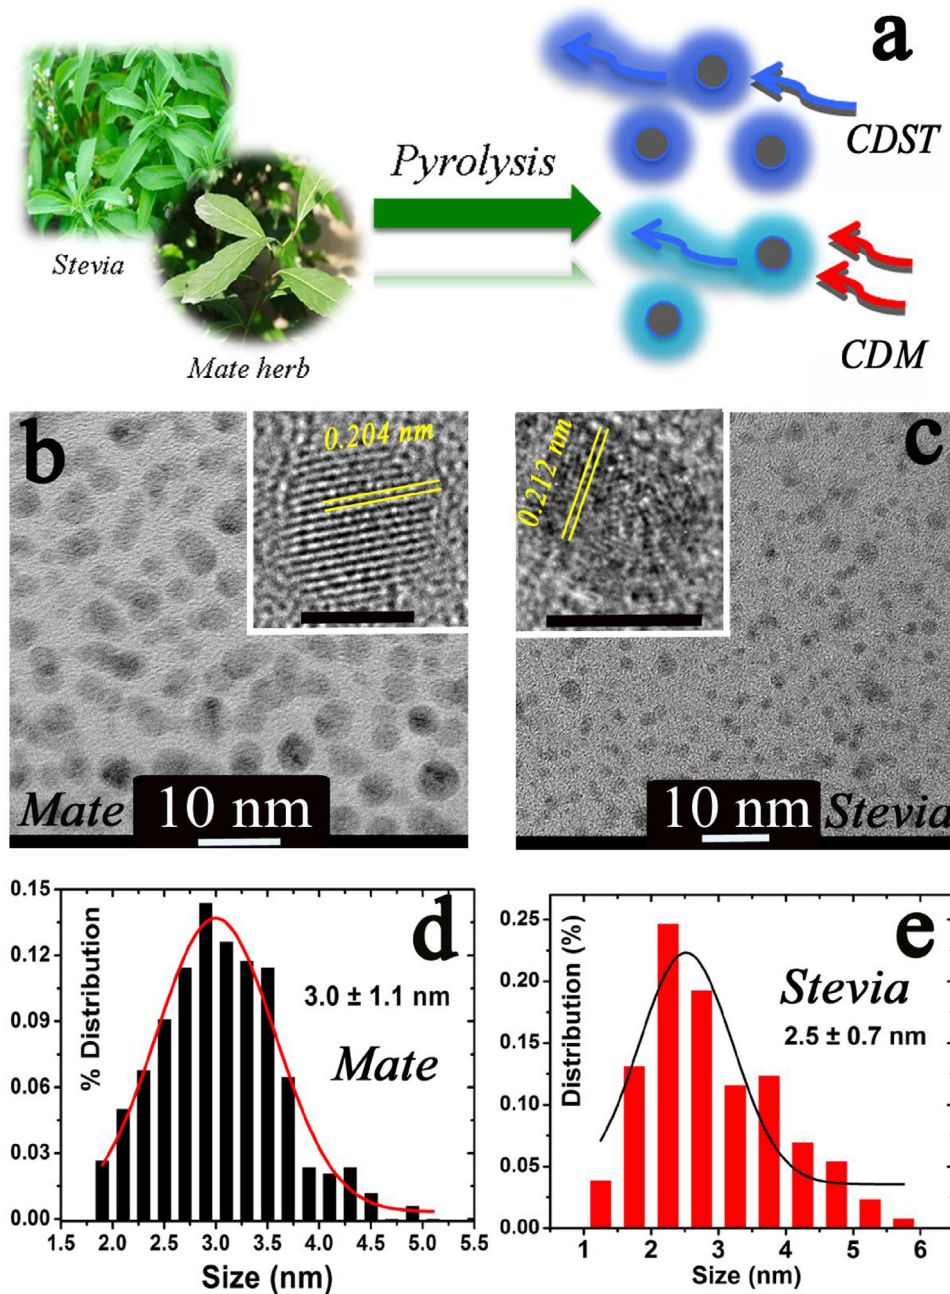 a
Pyrolysis
CDST
Stevia
Mate herb
CDM
b
0.204 nm
Mate
10 nm
c
0.212 nm
10 nm
Stevia
d
% Distribution
0.15
0.12
0.09
0.06
0.03
0.00
3.0 ± 1.1 nm
Mate
1.5 2.0 2.5 3.0 3.5 4.0 4.5 5.0 5.5
Size (nm)
e
Distribution (%)
0.25
0.20
0.15
0.10
0.05
0.00
Stevia
2.5 ± 0.7 nm
1 2 3 4 5 6
Size (nm)